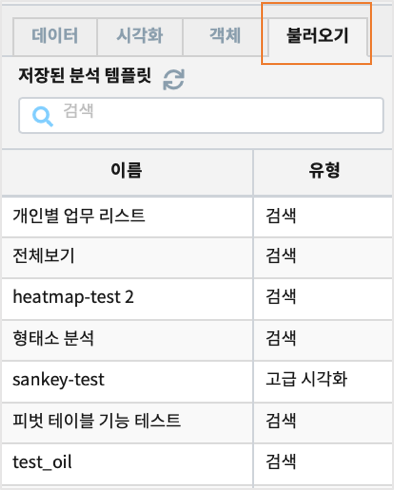 데이터 시각화 객체 불러오기
저장된 분석 템플릿
검색
이름 유형
개인별 업무 리스트 검색
전체보기 검색
heatmap-test 2 검색
형태소 분석 검색
sankey-test 고급 시각화
피벗 테이블 기능 테스트 검색
test_oil 검색